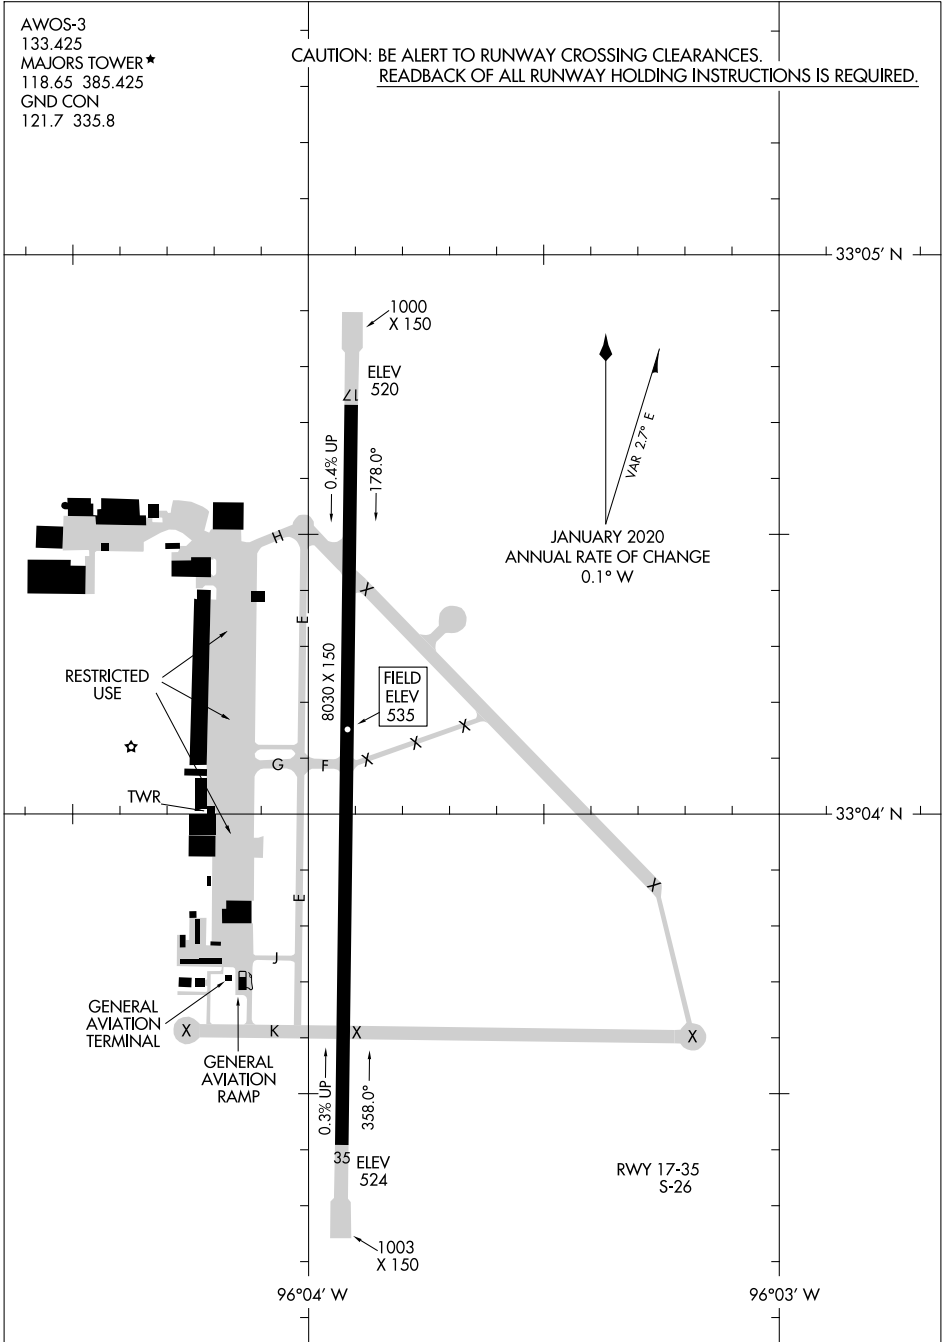 AWOS-3
133.425
MAJORS TOWER★
118.65 385.425
GND CON
121.7 335.8
CAUTION: BE ALERT TO RUNWAY CROSSING CLEARANCES.
READBACK OF ALL RUNWAY HOLDING INSTRUCTIONS IS REQUIRED.
33°05' N
1000
X 150
ELEV
520
17
0.4% UP
178.0°
VAR 2.7° E
JANUARY 2020
ANNUAL RATE OF CHANGE
0.1° W
H
X
E
8030 X 150
RESTRICTED
USE
FIELD
ELEV
535
G
F
X
X
X
TWR
33°04' N
X
E
J
GENERAL
AVIATION
TERMINAL
X
K
X
X
GENERAL
AVIATION
RAMP
0.3% UP
358.0°
35
ELEV
524
RWY 17-35
S-26
1003
X 150
96°04' W
96°03' W